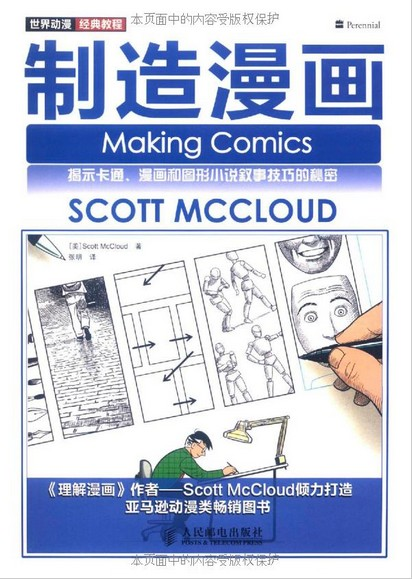 本页面中的内容受版权保护
世界动漫 经典教程
Perennial
制造漫画
Making Comics
揭示卡通、漫画和图形小说叙事技巧的秘密
SCOTT MCCLOUD
[美]Scott McCloud 著
张明 译
《理解漫画》作者——Scott McCloud倾力打造
亚马逊动漫类畅销图书
人民邮电出版社
POSTS & TELECOM PRESS
本页面中的内容受版权保护